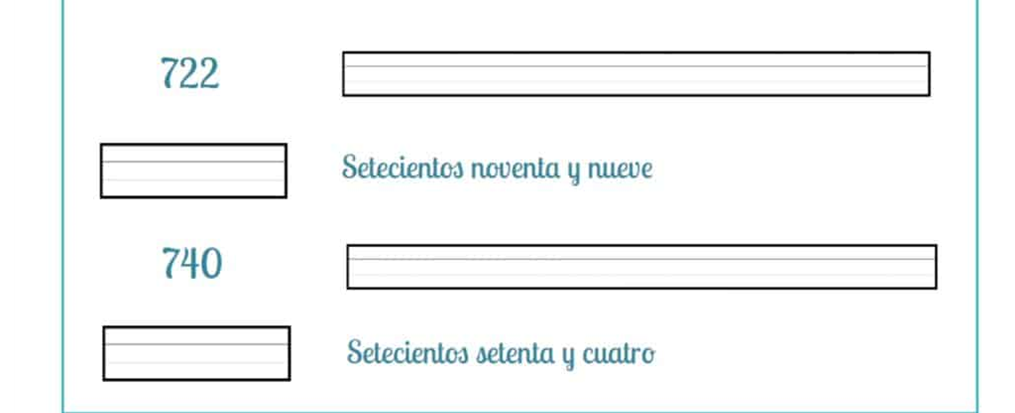 722
Setecientos noventa y nueve
740
Setecientos setenta y cuatro